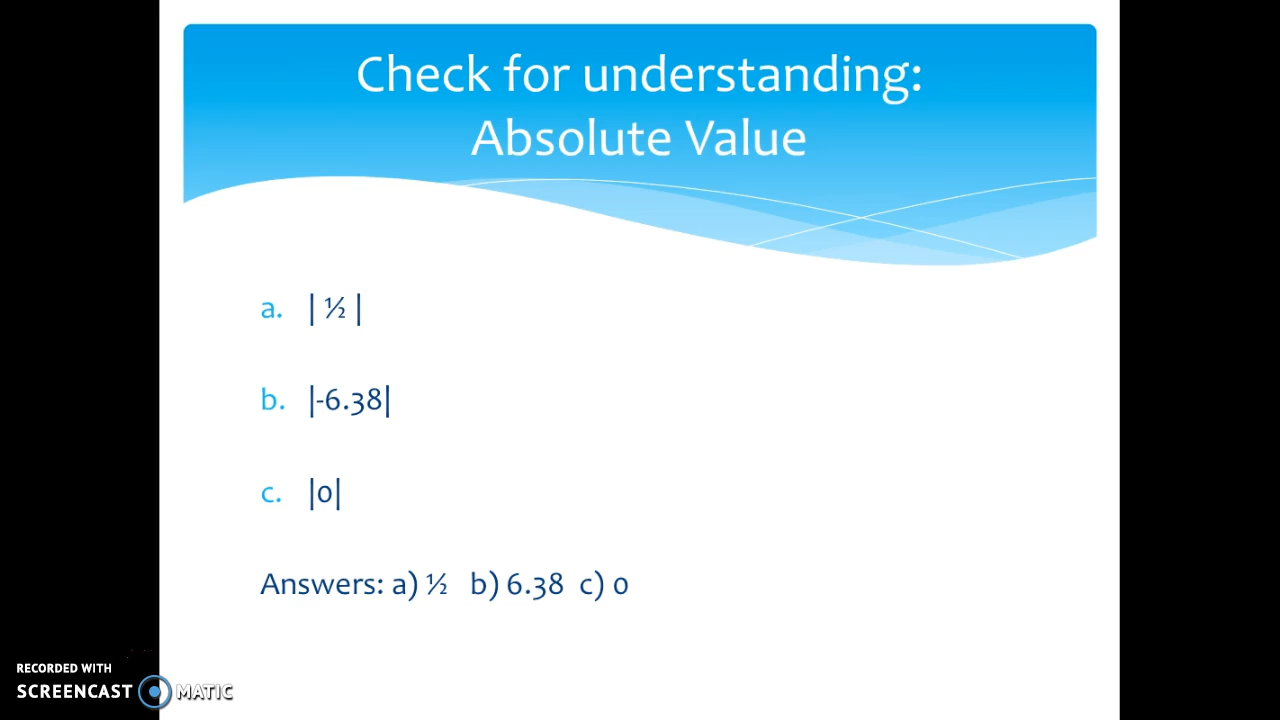 Check for understanding:
Absolute Value
a. | ½ |
b. |-6.38|
c. |0|
Answers: a) ½ b) 6.38 c) 0
RECORDED WITH
SCREENCAST MATIC